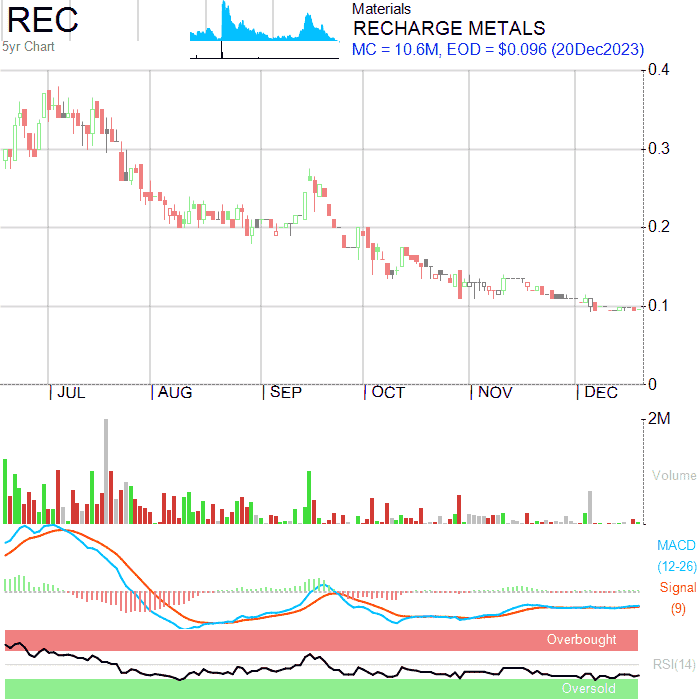 REC
5yr Chart
Materials
RECHARGE METALS
MC = 10.6M, EOD = $0.096 (20Dec2023)
0.4
0.3
0.2
0.1
0
JUL AUG SEP OCT NOV DEC
2M
Volume
MACD
(12-26)
Signal
(9)
Overbought
RSI(14)
Oversold